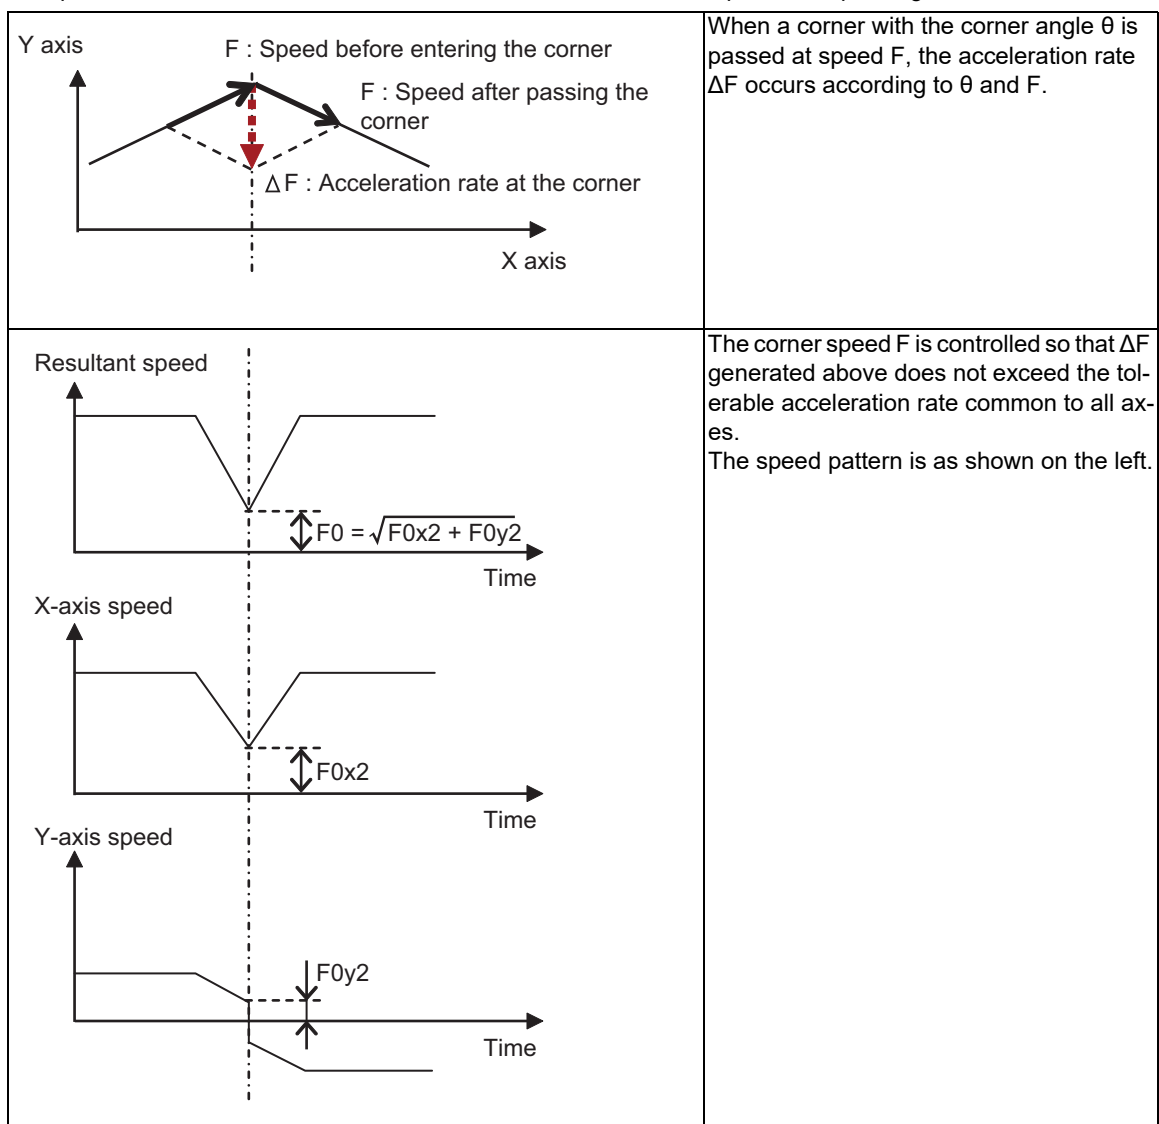 Y axis
F : Speed before entering the corner
F : Speed after passing the
corner
Δ F : Acceleration rate at the corner
X axis
When a corner with the corner angle θ is
passed at speed F, the acceleration rate
ΔF occurs according to θ and F.
Resultant speed
F0 = √F0x2 + F0y2
Time
X-axis speed
F0x2
Time
Y-axis speed
F0y2
Time
The corner speed F is controlled so that ΔF
generated above does not exceed the tol-
erable acceleration rate common to all ax-
es.
The speed pattern is as shown on the left.